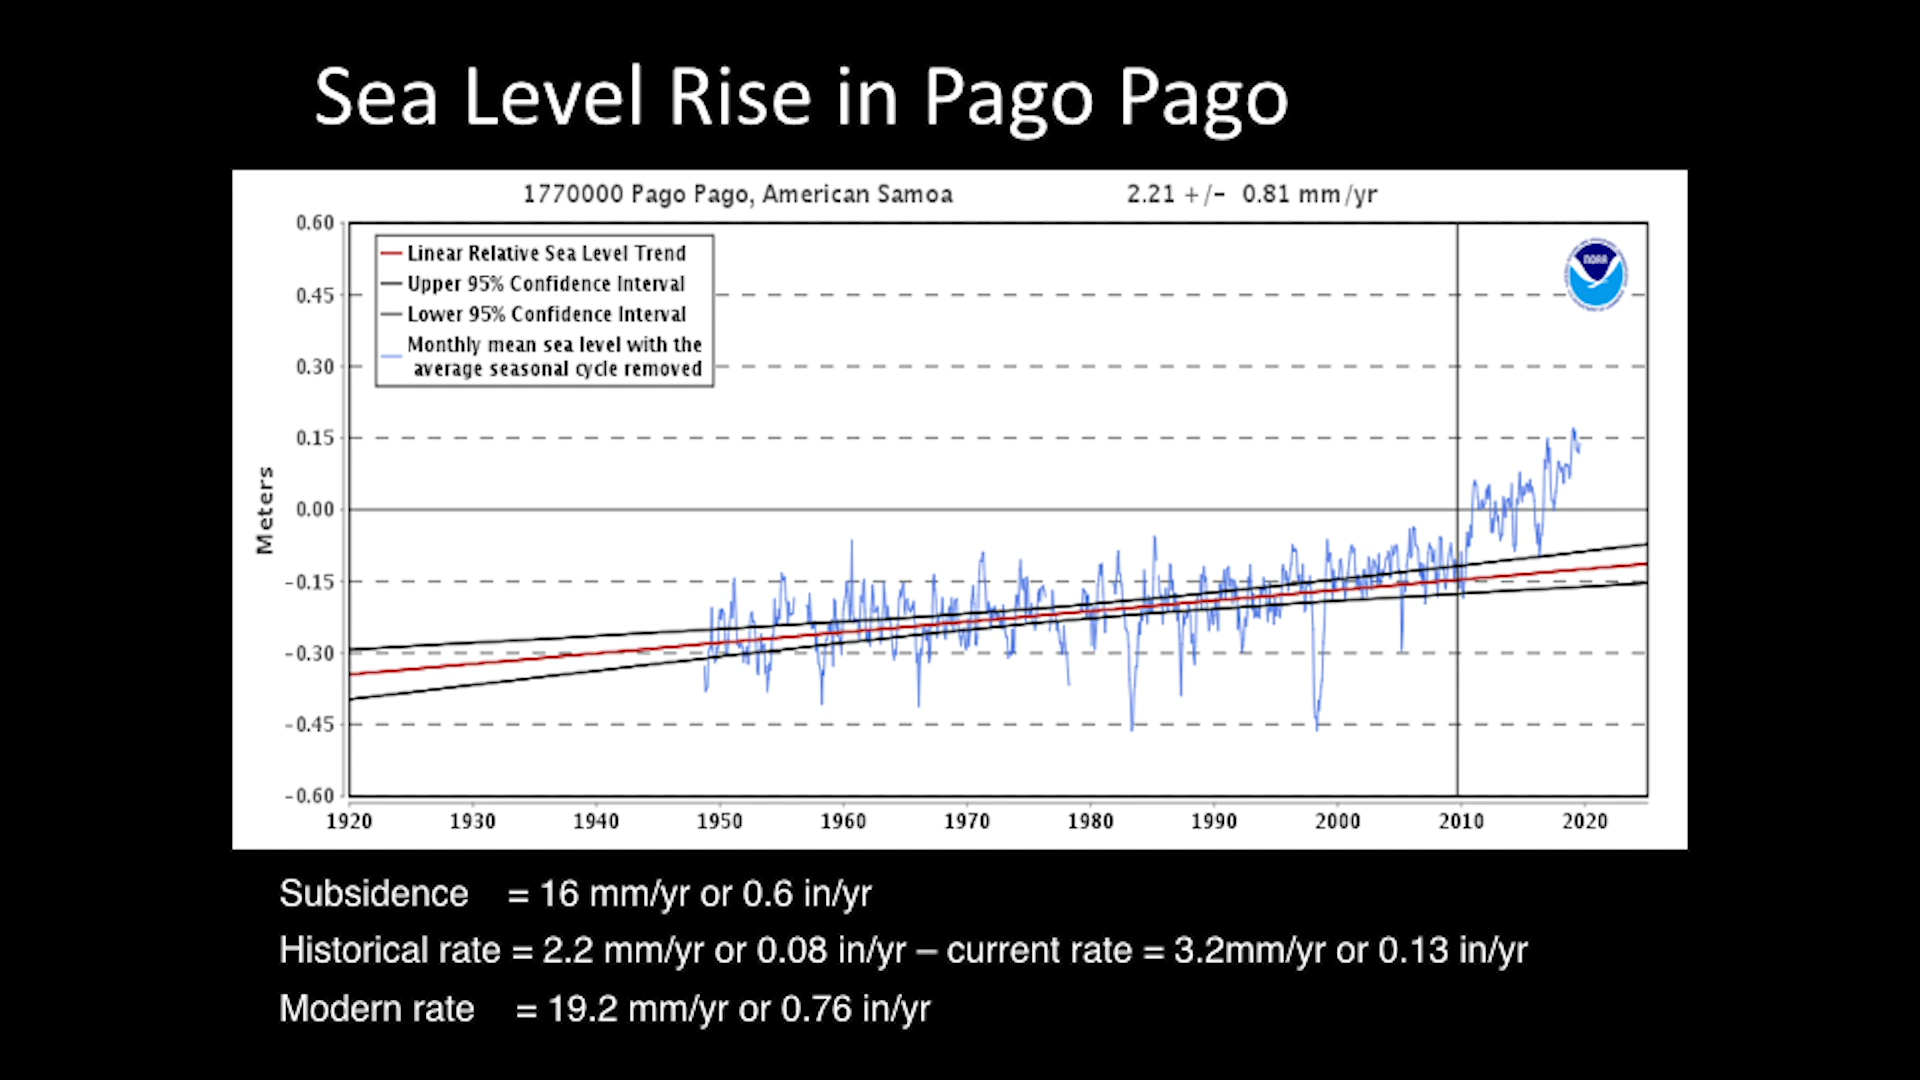 Sea Level Rise in Pago Pago
1770000 Pago Pago, American Samoa 2.21 +/- 0.81 mm/yr
Linear Relative Sea Level Trend
Upper 95% Confidence Interval
Lower 95% Confidence Interval
Monthly mean sea level with the
average seasonal cycle removed
NOAA
Meters
0.60
0.45
0.30
0.15
0.00
-0.15
-0.30
-0.45
-0.60
1920 1930 1940 1950 1960 1970 1980 1990 2000 2010 2020
Subsidence = 16 mm/yr or 0.6 in/yr
Historical rate = 2.2 mm/yr or 0.08 in/yr – current rate = 3.2mm/yr or 0.13 in/yr
Modern rate = 19.2 mm/yr or 0.76 in/yr